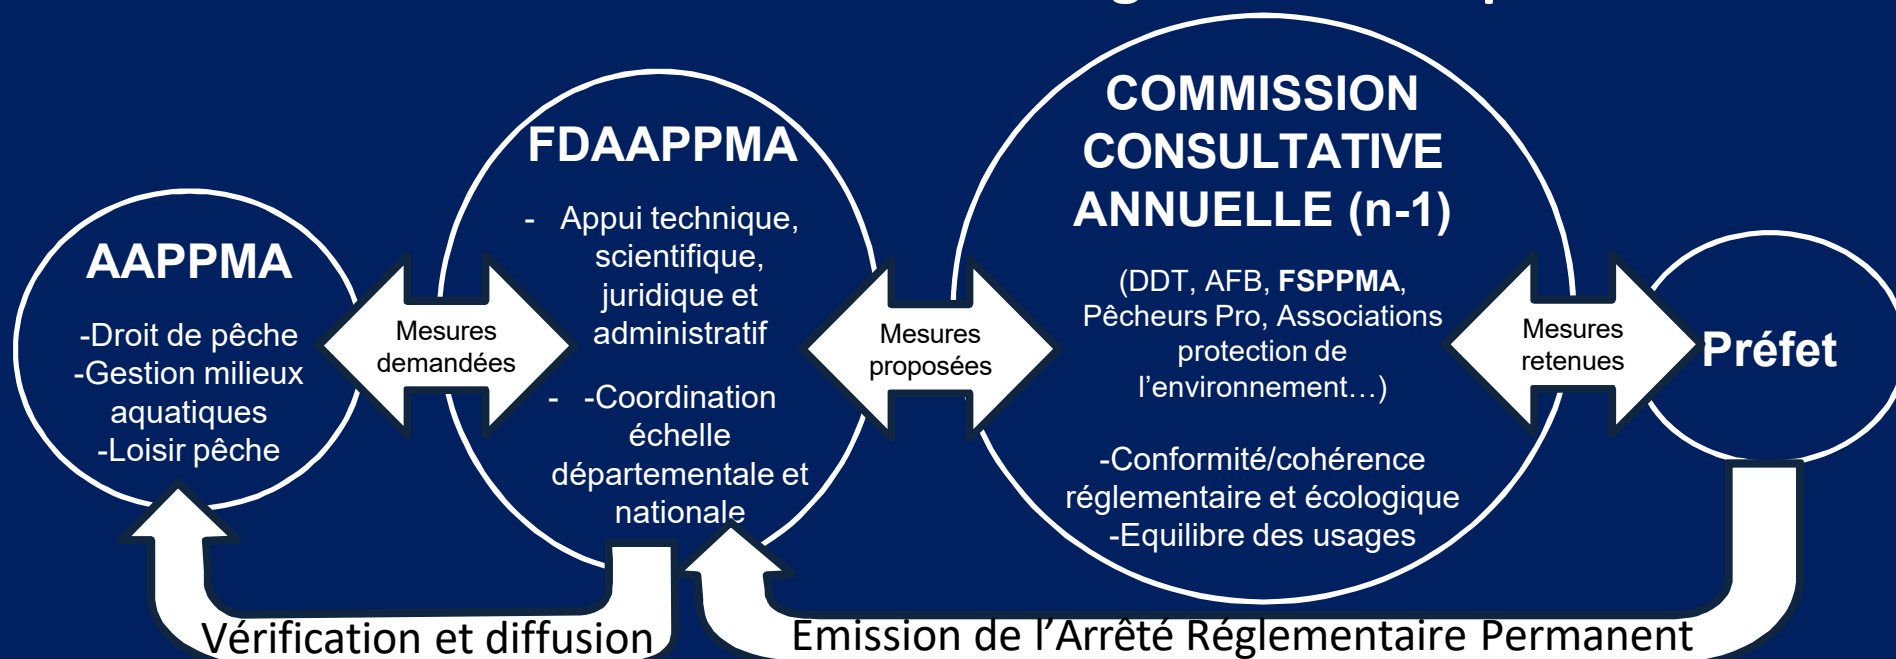 AAPPMA
-Droit de pêche
-Gestion milieux
aquatiques
-Loisir pêche
Mesures
demandées
FDAAPPMA
- Appui technique,
scientifique,
juridique et
administratif
- -Coordination
échelle
départementale et
nationale
Mesures
proposées
COMMISSION
CONSULTATIVE
ANNUELLE (n-1)
(DDT, AFB, FSPPMA,
Pêcheurs Pro, Associations
protection de
l’environnement…)
-Conformité/cohérence
réglementaire et écologique
-Equilibre des usages
Mesures
retenues
Préfet
Vérification et diffusion
Emission de l’Arrêté Réglementaire Permanent